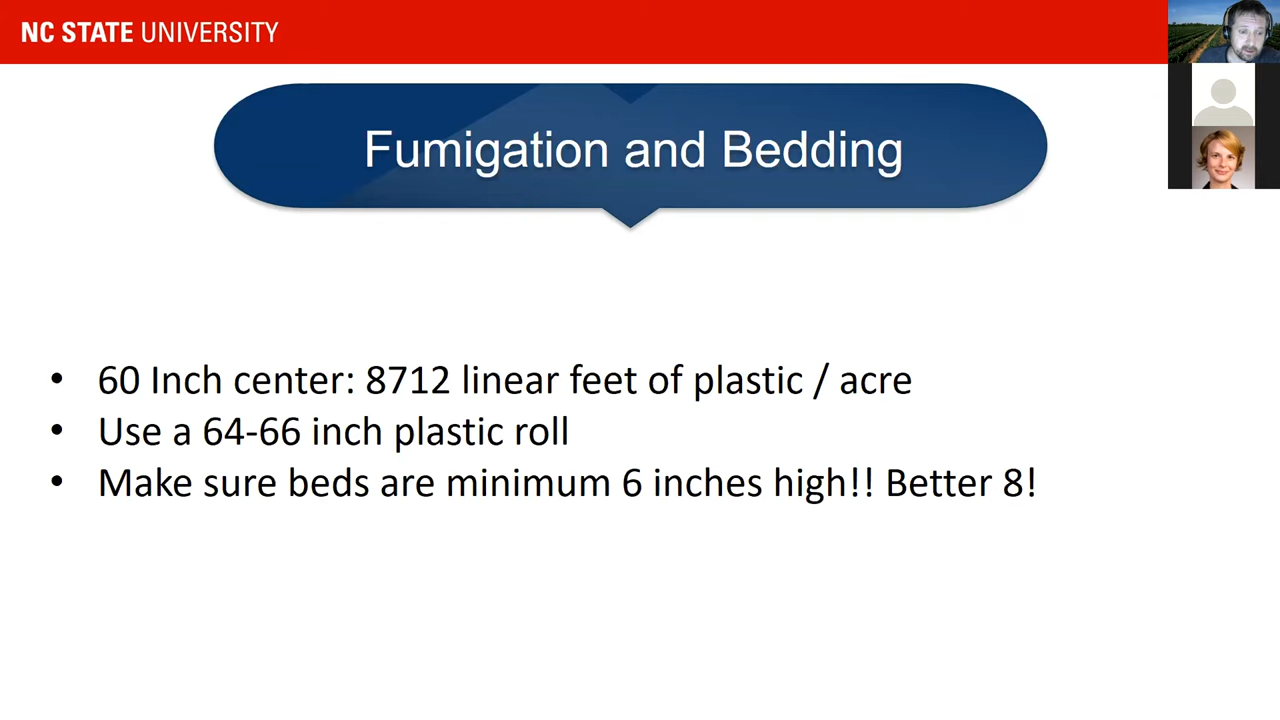 NC STATE UNIVERSITY
Fumigation and Bedding
• 60 Inch center: 8712 linear feet of plastic / acre
• Use a 64-66 inch plastic roll
• Make sure beds are minimum 6 inches high!! Better 8!